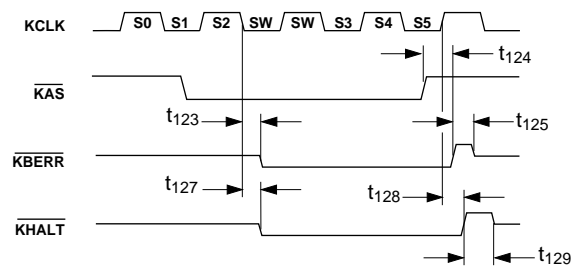 KCLK S0 S1 S2 SW SW S3 S4 S5
t124
KAS
t123
t125
KBERR
t127
t128
KHALT
t129